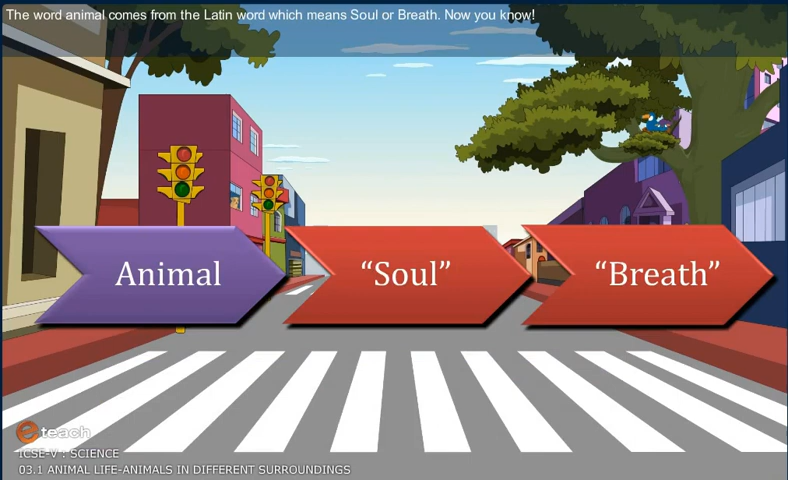 The word animal comes from the Latin word which means Soul or Breath. Now you know!
Animal
“Soul”
“Breath”
eteach
ICSE-V : SCIENCE
03.1 ANIMAL LIFE-ANIMALS IN DIFFERENT SURROUNDINGS